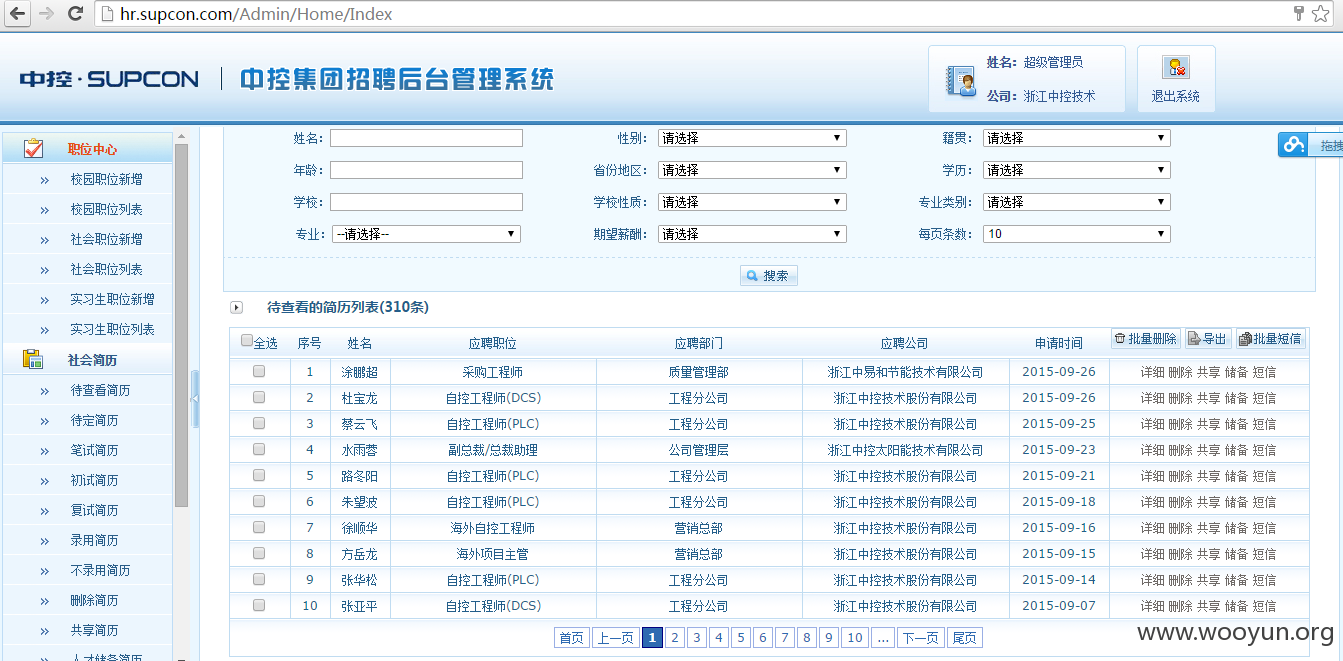 hr.supcon.com/Admin/Home/Index
中控·SUPCON | 中控集团招聘后台管理系统
姓名：超级管理员
公司：浙江中控技术
退出系统
职位中心
» 校园职位新增
» 校园职位列表
» 社会职位新增
» 社会职位列表
» 实习生职位新增
» 实习生职位列表
社会简历
» 待查看简历
» 待定简历
» 笔试简历
» 初试简历
» 复试简历
» 录用简历
» 不录用简历
» 删除简历
» 共享简历
» 人才储备简历
姓名： 性别： 请选择 籍贯： 请选择
年龄： 省份地区： 请选择 学历： 请选择
学校： 学校性质： 请选择 专业类别： 请选择
专业： --请选择-- 期望薪酬： 请选择 每页条数： 10
搜索
拖拽
待查看的简历列表(310条)
全选 序号 姓名 应聘职位 应聘部门 应聘公司 申请时间 批量删除 导出 批量短信
1 涂鹏超 采购工程师 质量管理部 浙江中易和节能技术有限公司 2015-09-26 详细 删除 共享 储备 短信
2 杜宝龙 自控工程师(DCS) 工程分公司 浙江中控技术股份有限公司 2015-09-26 详细 删除 共享 储备 短信
3 蔡云飞 自控工程师(PLC) 工程分公司 浙江中控技术股份有限公司 2015-09-25 详细 删除 共享 储备 短信
4 水雨蓉 副总裁/总裁助理 公司管理层 浙江中控太阳能技术有限公司 2015-09-23 详细 删除 共享 储备 短信
5 路冬阳 自控工程师(PLC) 工程分公司 浙江中控技术股份有限公司 2015-09-21 详细 删除 共享 储备 短信
6 朱望波 自控工程师(PLC) 工程分公司 浙江中控技术股份有限公司 2015-09-18 详细 删除 共享 储备 短信
7 徐顺华 海外自控工程师 营销总部 浙江中控技术股份有限公司 2015-09-16 详细 删除 共享 储备 短信
8 方岳龙 海外项目主管 营销总部 浙江中控技术股份有限公司 2015-09-15 详细 删除 共享 储备 短信
9 张华松 自控工程师(PLC) 工程分公司 浙江中控技术股份有限公司 2015-09-14 详细 删除 共享 储备 短信
10 张亚平 自控工程师(DCS) 工程分公司 浙江中控技术股份有限公司 2015-09-07 详细 删除 共享 储备 短信
首页 上一页 1 2 3 4 5 6 7 8 9 10 ... 下一页 尾页
www.wooyun.org